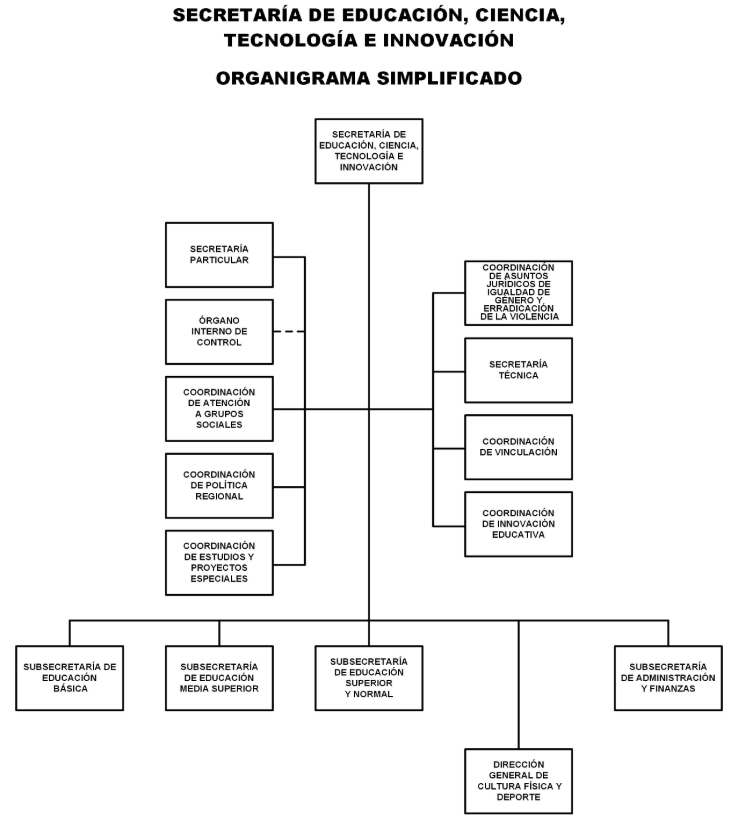 SECRETARÍA DE EDUCACIÓN, CIENCIA,
TECNOLOGÍA E INNOVACIÓN
ORGANIGRAMA SIMPLIFICADO
SECRETARÍA DE
EDUCACIÓN, CIENCIA,
TECNOLOGÍA E
INNOVACIÓN
SECRETARÍA
PARTICULAR
ÓRGANO
INTERNO DE
CONTROL
COORDINACIÓN
DE ATENCIÓN
A GRUPOS
SOCIALES
COORDINACIÓN
DE POLÍTICA
REGIONAL
COORDINACIÓN
DE ESTUDIOS Y
PROYECTOS
ESPECIALES
COORDINACIÓN
DE ASUNTOS
JURÍDICOS DE
IGUALDAD DE
GÉNERO Y
ERRADICACIÓN
DE LA VIOLENCIA
SECRETARÍA
TÉCNICA
COORDINACIÓN
DE VINCULACIÓN
COORDINACIÓN
DE INNOVACIÓN
EDUCATIVA
SUBSECRETARÍA DE
EDUCACIÓN
BÁSICA
SUBSECRETARÍA
DE EDUCACIÓN
MEDIA SUPERIOR
SUBSECRETARÍA
DE EDUCACIÓN
SUPERIOR
Y NORMAL
SUBSECRETARÍA
DE ADMINISTRACIÓN
Y FINANZAS
DIRECCIÓN
GENERAL DE
CULTURA FÍSICA Y
DEPORTE